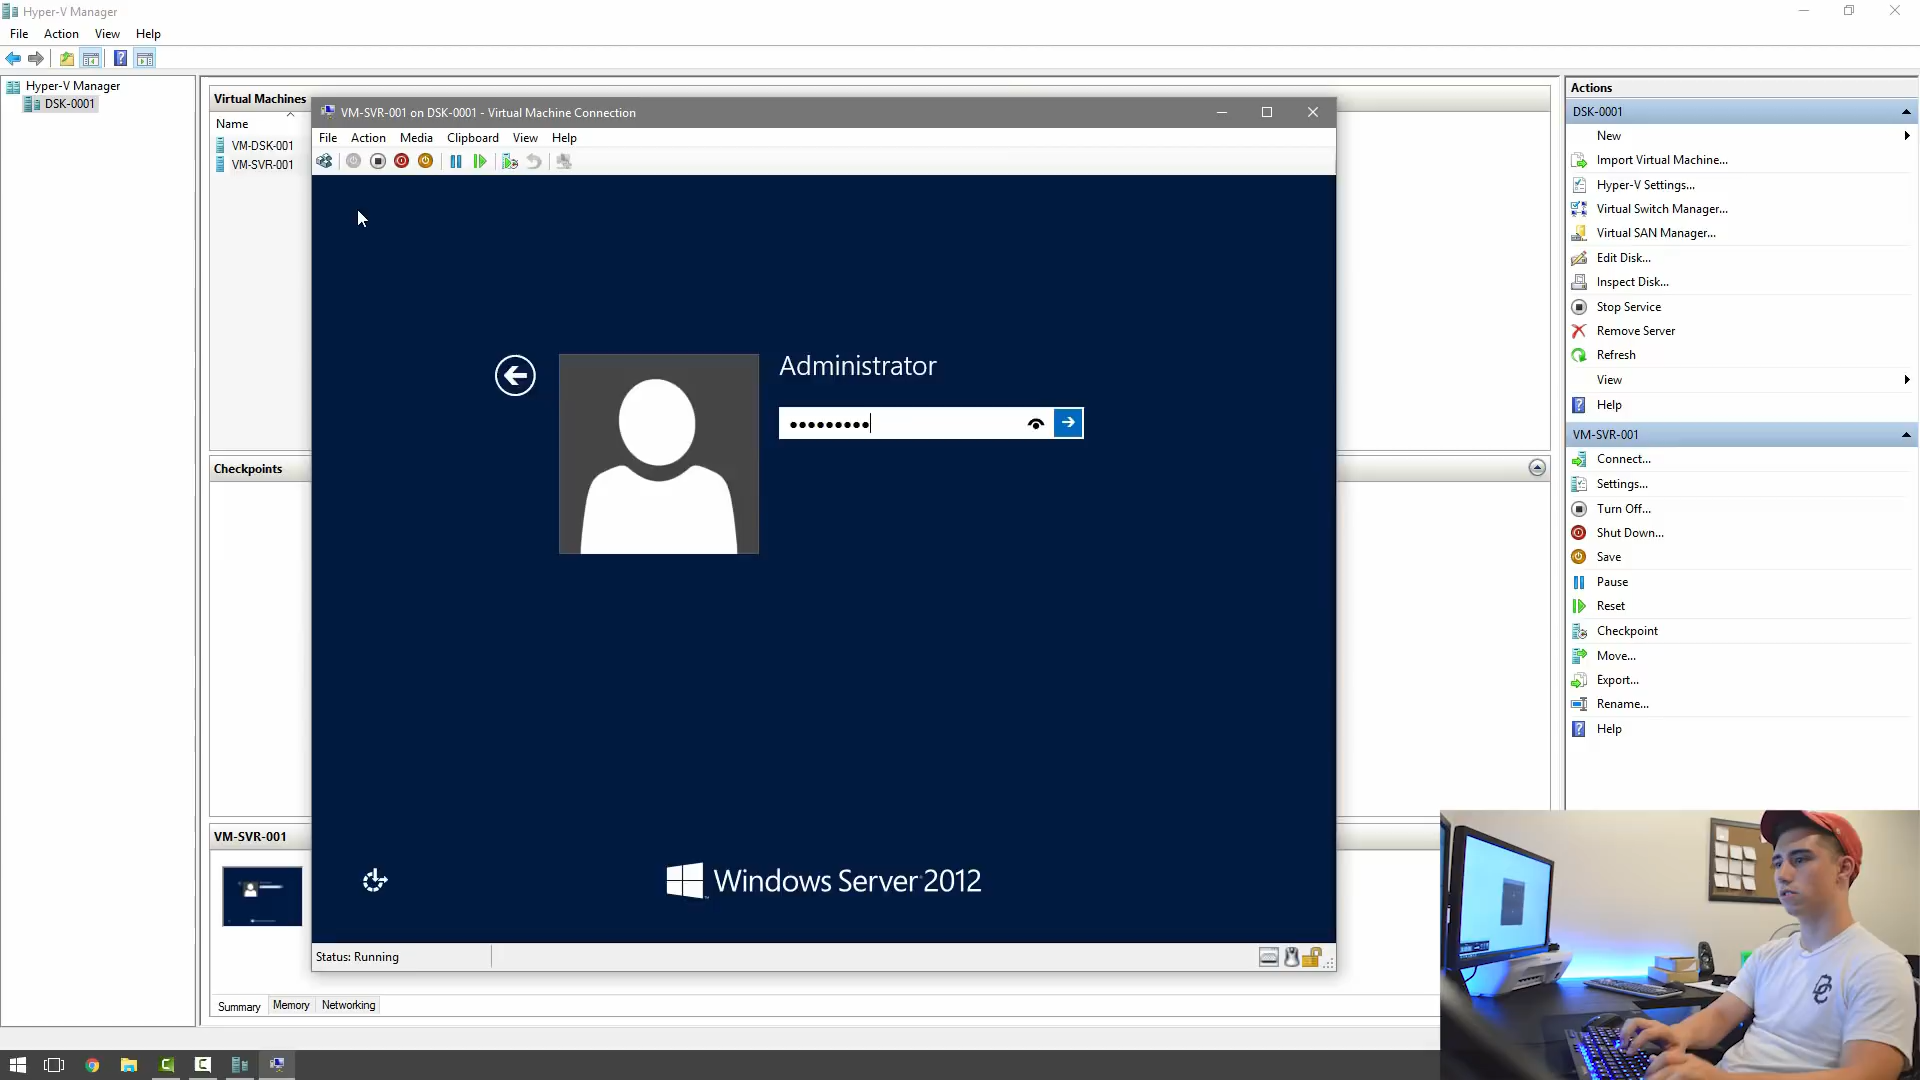 Hyper-V Manager
File Action View Help
Hyper-V Manager
DSK-0001
Virtual Machines
Name
VM-DSK-001
VM-SVR-001
Checkpoints
VM-SVR-001
Summary Memory Networking
VM-SVR-001 on DSK-0001 - Virtual Machine Connection
File Action Media Clipboard View Help
Administrator
Windows Server 2012
Status: Running
Actions
DSK-0001
New
Import Virtual Machine...
Hyper-V Settings...
Virtual Switch Manager...
Virtual SAN Manager...
Edit Disk...
Inspect Disk...
Stop Service
Remove Server
Refresh
View
Help
VM-SVR-001
Connect...
Settings...
Turn Off...
Shut Down...
Save
Pause
Reset
Checkpoint
Move...
Export...
Rename...
Help